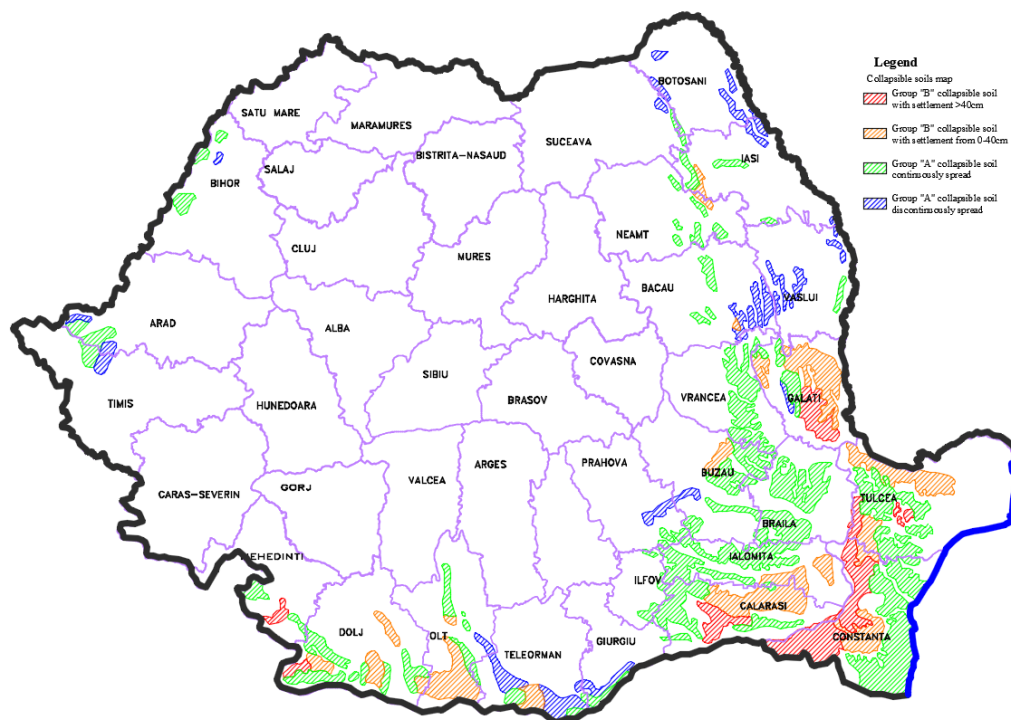 Legend
Collapsible soils map
Group "B" collapsible soil
with settlement >40cm
Group "B" collapsible soil
with settlement from 0-40cm
Group "A" collapsible soil
continuously spread
Group "A" collapsible soil
discontinuously spread
BOTOSANI
SATU MARE
MARAMURES
SUCEAVA
BISTRITA-NASAUD
IASI
SALAJ
BIHOR
NEAMT
CLUJ
MURES
BACAU
HARGHITA
VASLUI
ARAD
ALBA
COVASNA
SIBIU
BRASOV
VRANCEA
GALATI
TIMIS
HUNEDOARA
PRAHOVA
ARGES
BUZAU
VALCEA
GORJ
CARAS-SEVERIN
TULCEA
BRAILA
MEHEDINTI
IALOMITA
ILFOV
CALARASI
DOLJ
OLT
GIURGIU
CONSTANTA
TELEORMAN